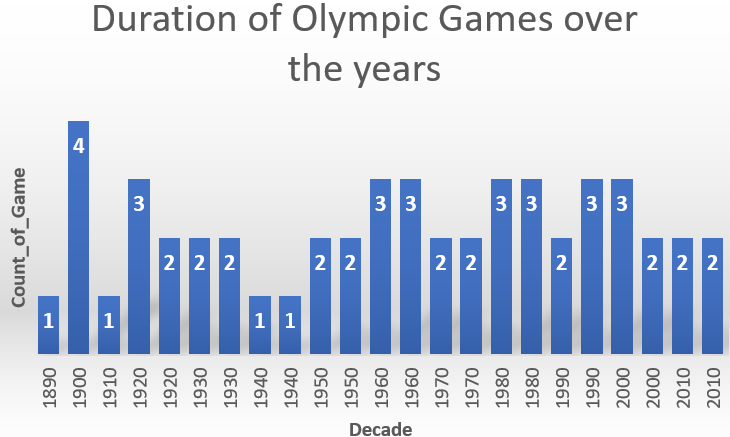 Duration of Olympic Games over
the years
Count_of_Game
4
3
3 3 3 3 3 3
2 2 2 2 2 2 2 2 2 2 2
1 1 1 1
1890 1900 1910 1920 1920 1930 1930 1940 1940 1950 1950 1960 1960 1970 1970 1980 1980 1990 1990 2000 2000 2010 2010
Decade